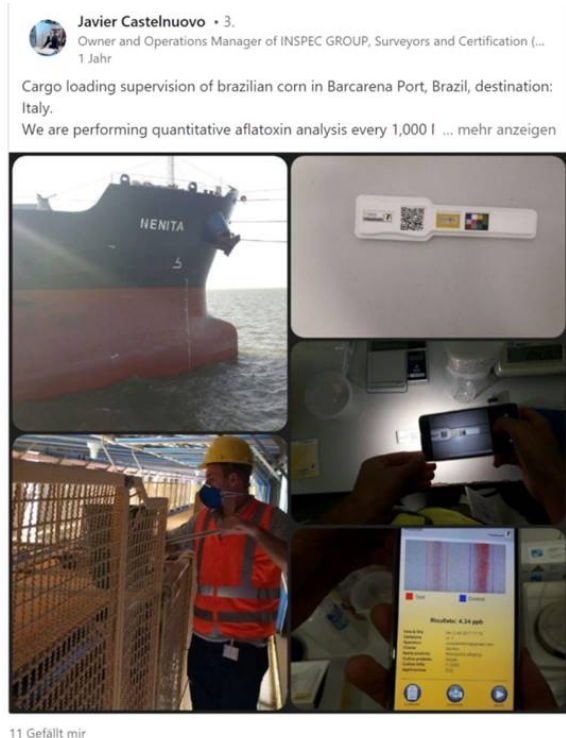 Javier Castelnuovo • 3.
Owner and Operations Manager of INSPEC GROUP, Surveyors and Certification (...
1 Jahr
Cargo loading supervision of brazilian corn in Barcarena Port, Brazil, destination:
Italy.
We are performing quantitative aflatoxin analysis every 1,000 l ... mehr anzeigen
NENITA
Test
Control
Risultato: 4.34 ppb
11 Gefällt mir